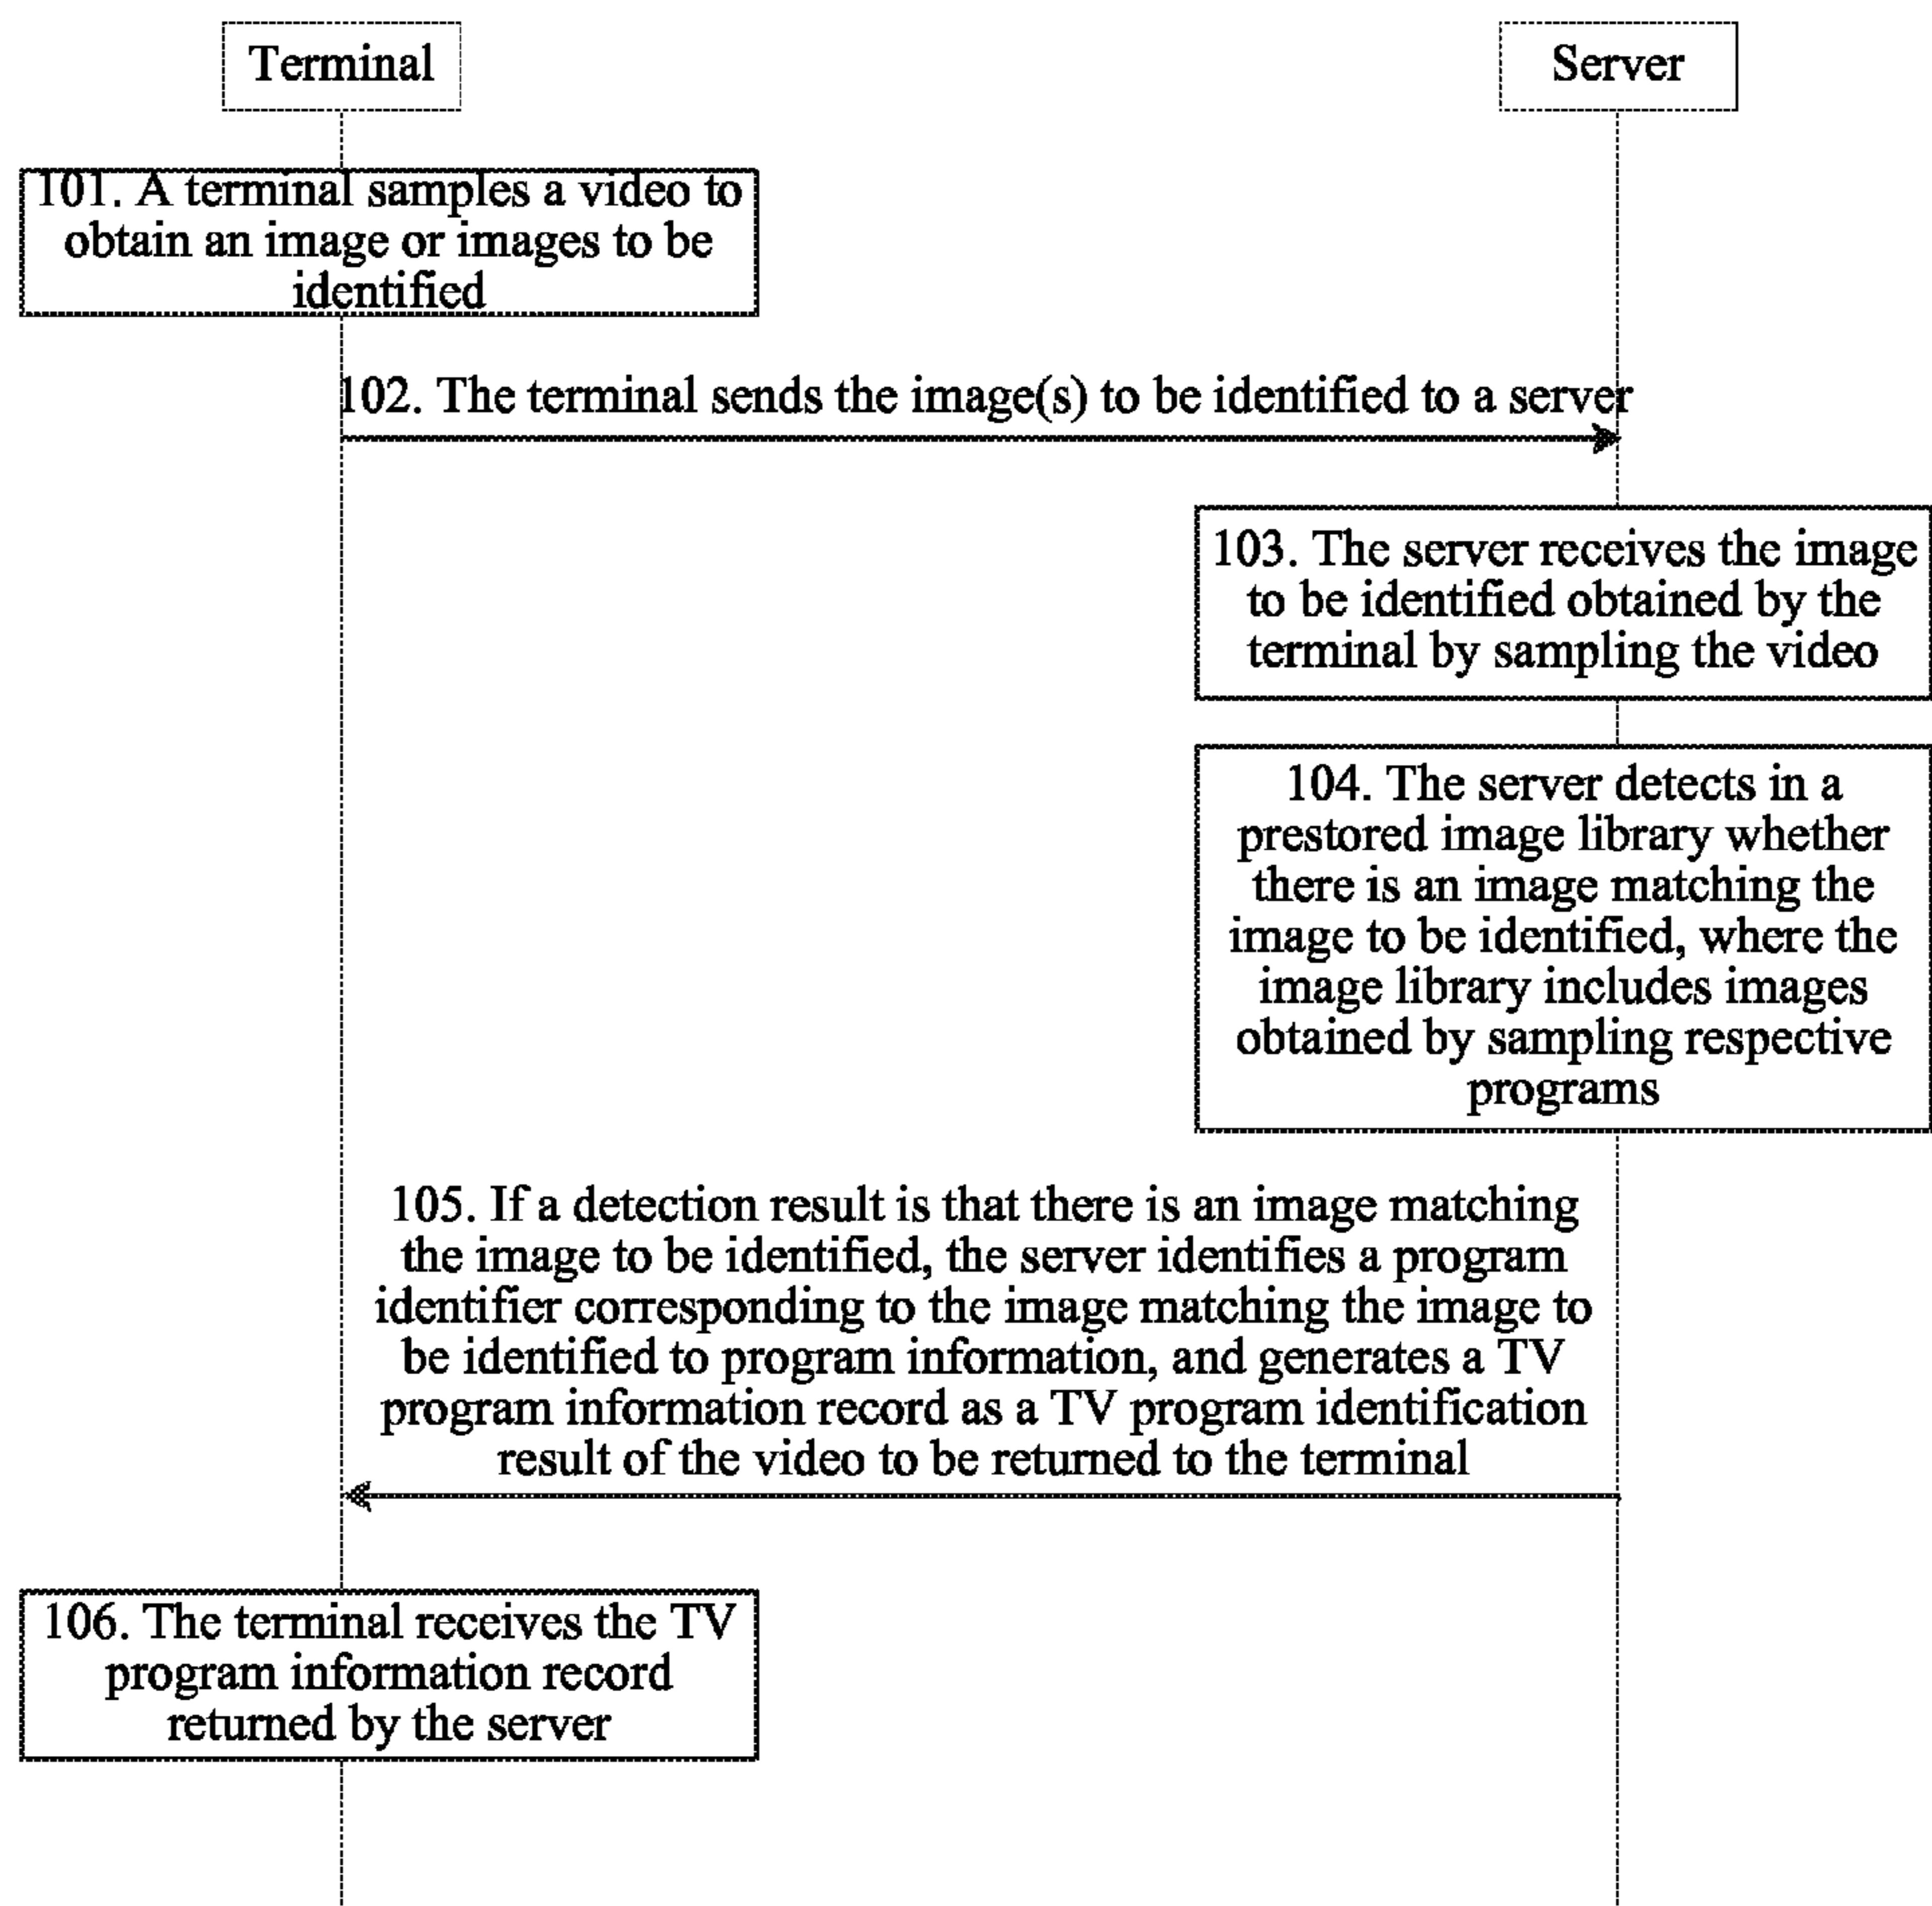 Terminal
Server
101. A terminal samples a video to
obtain an image or images to be
identified
102. The terminal sends the image(s) to be identified to a server
103. The server receives the image
to be identified obtained by the
terminal by sampling the video
104. The server detects in a
prestored image library whether
there is an image matching the
image to be identified, where the
image library includes images
obtained by sampling respective
programs
105. If a detection result is that there is an image matching
the image to be identified, the server identifies a program
identifier corresponding to the image matching the image to
be identified to program information, and generates a TV
program information record as a TV program identification
result of the video to be returned to the terminal
106. The terminal receives the TV
program information record
returned by the server